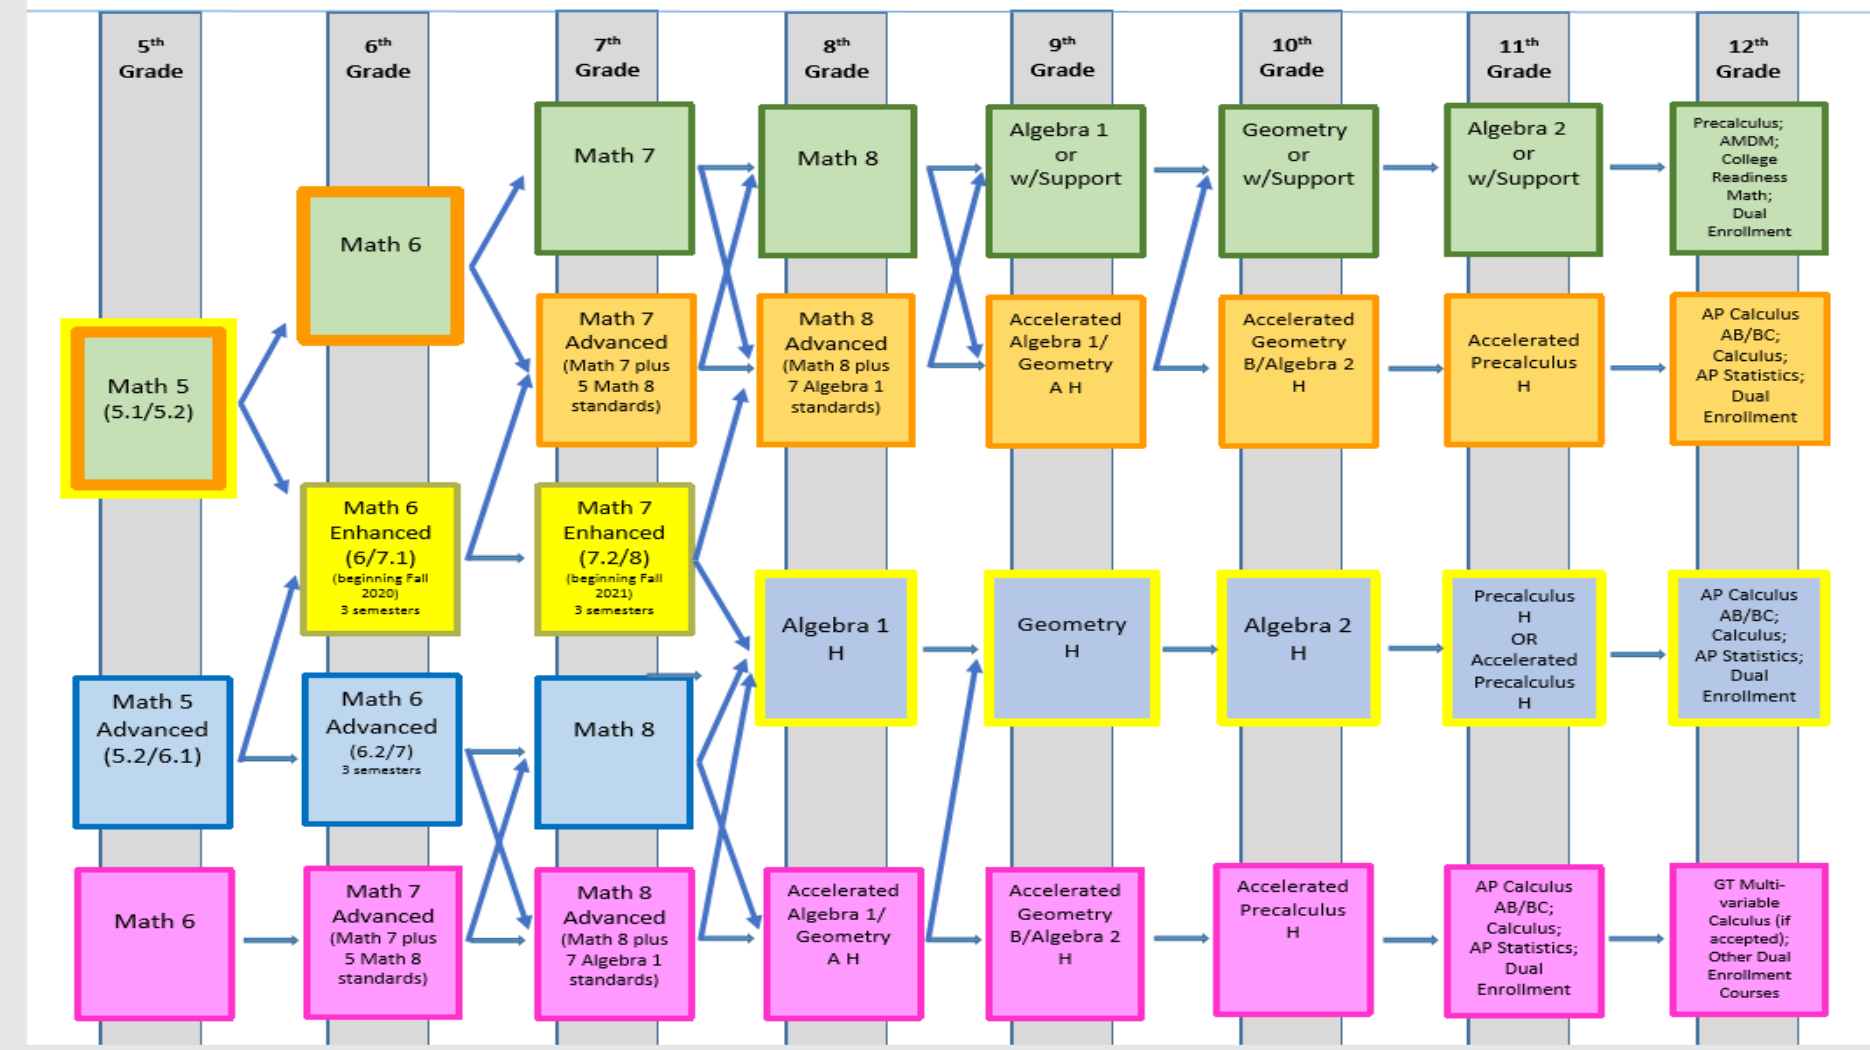 5th
Grade
6th
Grade
7th
Grade
8th
Grade
9th
Grade
10th
Grade
11th
Grade
12th
Grade
Math 7
Math 8
Algebra 1
or
w/Support
Geometry
or
w/Support
Algebra 2
or
w/Support
Precalculus;
AMDM;
College
Readiness
Math;
Dual
Enrollment
Math 6
Math 5
(5.1/5.2)
Math 7
Advanced
(Math 7 plus
5 Math 8
standards)
Math 8
Advanced
(Math 8 plus
7 Algebra 1
standards)
Accelerated
Algebra 1/
Geometry
A H
Accelerated
Geometry
B/Algebra 2
H
Accelerated
Precalculus
H
AP Calculus
AB/BC;
Calculus;
AP Statistics;
Dual
Enrollment
Math 6
Enhanced
(6/7.1)
(beginning Fall
2020)
3 semesters
Math 7
Enhanced
(7.2/8)
(beginning Fall
2021)
3 semesters
Algebra 1
H
Geometry
H
Algebra 2
H
Precalculus
H
OR
Accelerated
Precalculus
H
AP Calculus
AB/BC;
Calculus;
AP Statistics;
Dual
Enrollment
Math 5
Advanced
(5.2/6.1)
Math 6
Advanced
(6.2/7)
3 semesters
Math 8
Math 6
Math 7
Advanced
(Math 7 plus
5 Math 8
standards)
Math 8
Advanced
(Math 8 plus
7 Algebra 1
standards)
Accelerated
Algebra 1/
Geometry
A H
Accelerated
Geometry
B/Algebra 2
H
Accelerated
Precalculus
H
AP Calculus
AB/BC;
Calculus;
AP Statistics;
Dual
Enrollment
GT Multi-
variable
Calculus (if
accepted);
Other Dual
Enrollment
Courses